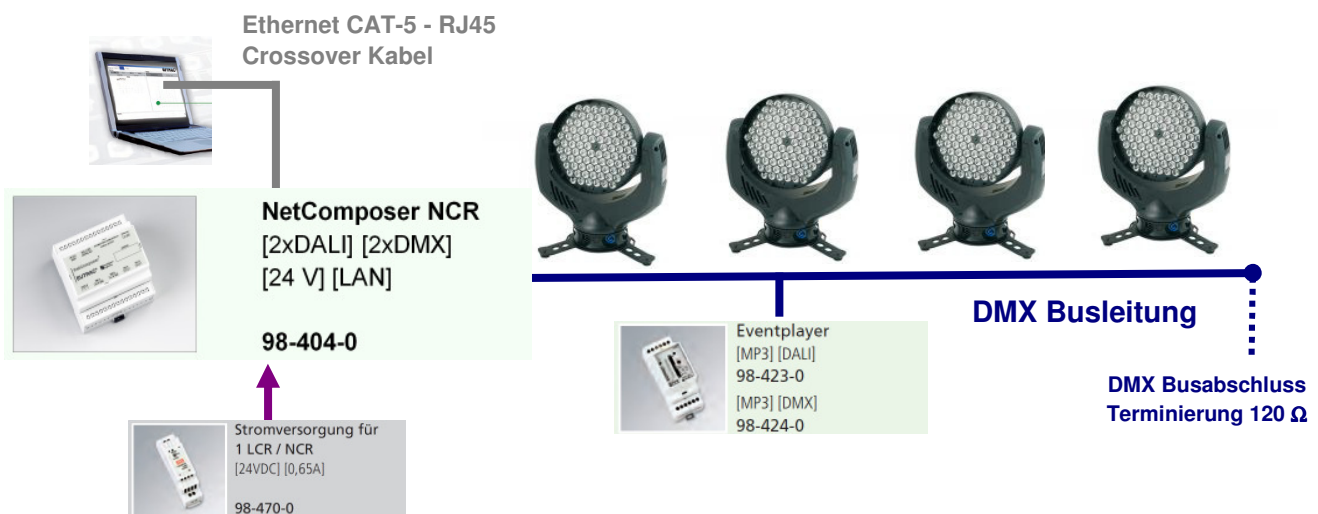 Ethernet CAT-5 - RJ45
Crossover Kabel
NetComposer NCR
[2xDALI] [2xDMX]
[24 V] [LAN]
98-404-0
DMX Busleitung
Eventplayer
[MP3] [DALI]
98-423-0
[MP3] [DMX]
98-424-0
DMX Busabschluss
Terminierung 120 Ω
Stromversorgung für
1 LCR / NCR
[24VDC] [0,65A]
98-470-0